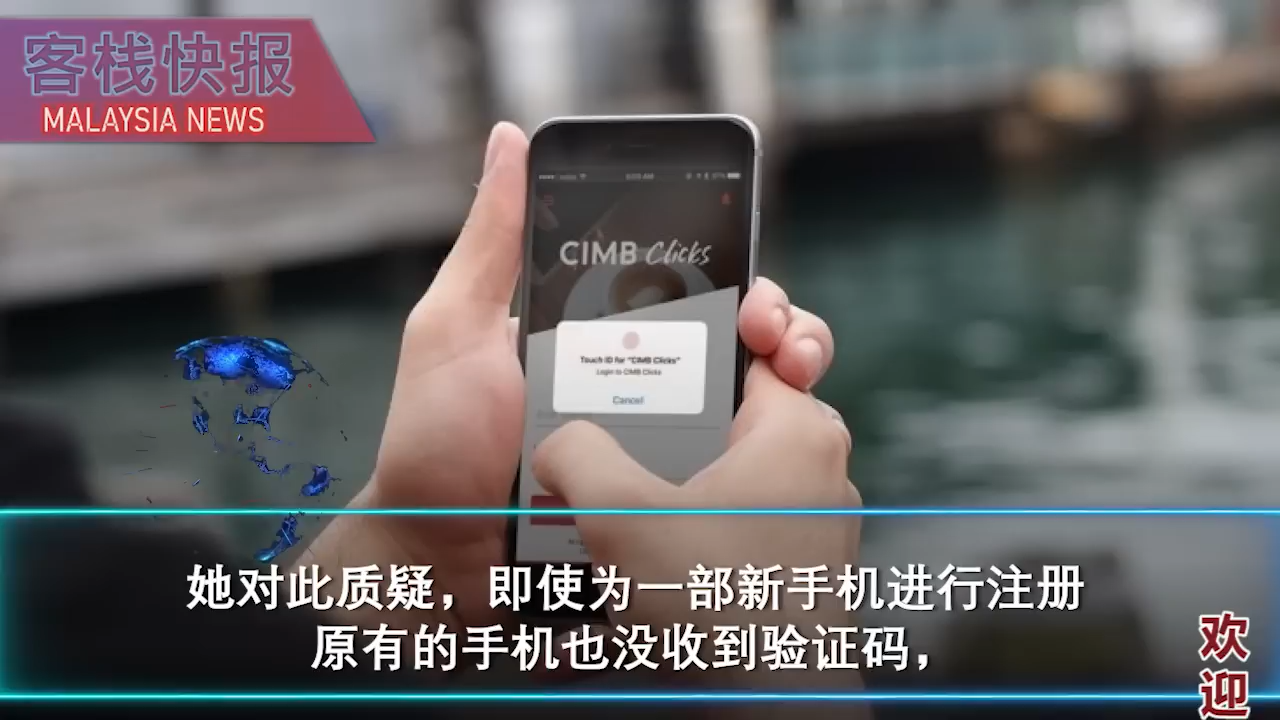 客栈快报
MALAYSIA NEWS
CIMB Clicks
Touch ID for "CIMB Clicks"
Login to CIMB Clicks
Cancel
她对此质疑，即使为一部新手机进行注册
原有的手机也没收到验证码，
欢迎